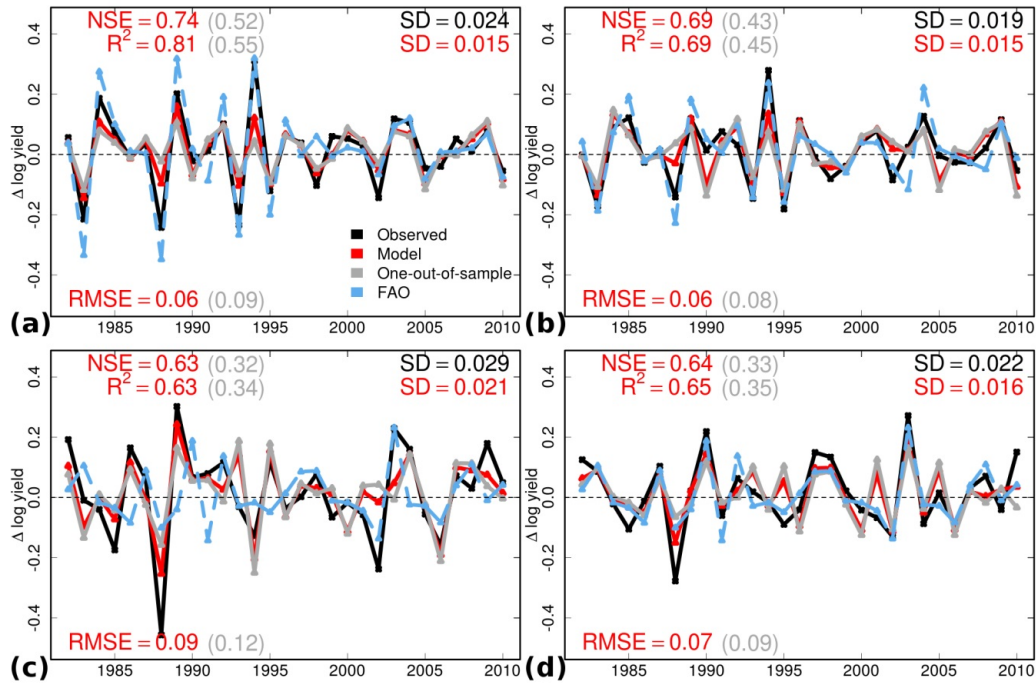 NSE = 0.74 (0.52) SD = 0.024
R² = 0.81 (0.55) SD = 0.015
Δ log yield
0.4
0.2
0.0
-0.2
-0.4
Observed
Model
One-out-of-sample
FAO
RMSE = 0.06 (0.09)
(a)
1985 1990 1995 2000 2005 2010
NSE = 0.69 (0.43) SD = 0.019
R² = 0.69 (0.45) SD = 0.015
Δ log yield
0.4
0.2
0.0
-0.2
-0.4
RMSE = 0.06 (0.08)
(b)
1985 1990 1995 2000 2005 2010
NSE = 0.63 (0.32) SD = 0.029
R² = 0.63 (0.34) SD = 0.021
Δ log yield
0.4
0.2
0.0
-0.2
-0.4
RMSE = 0.09 (0.12)
(c)
1985 1990 1995 2000 2005 2010
NSE = 0.64 (0.33) SD = 0.022
R² = 0.65 (0.35) SD = 0.016
Δ log yield
0.4
0.2
0.0
-0.2
-0.4
RMSE = 0.07 (0.09)
(d)
1985 1990 1995 2000 2005 2010